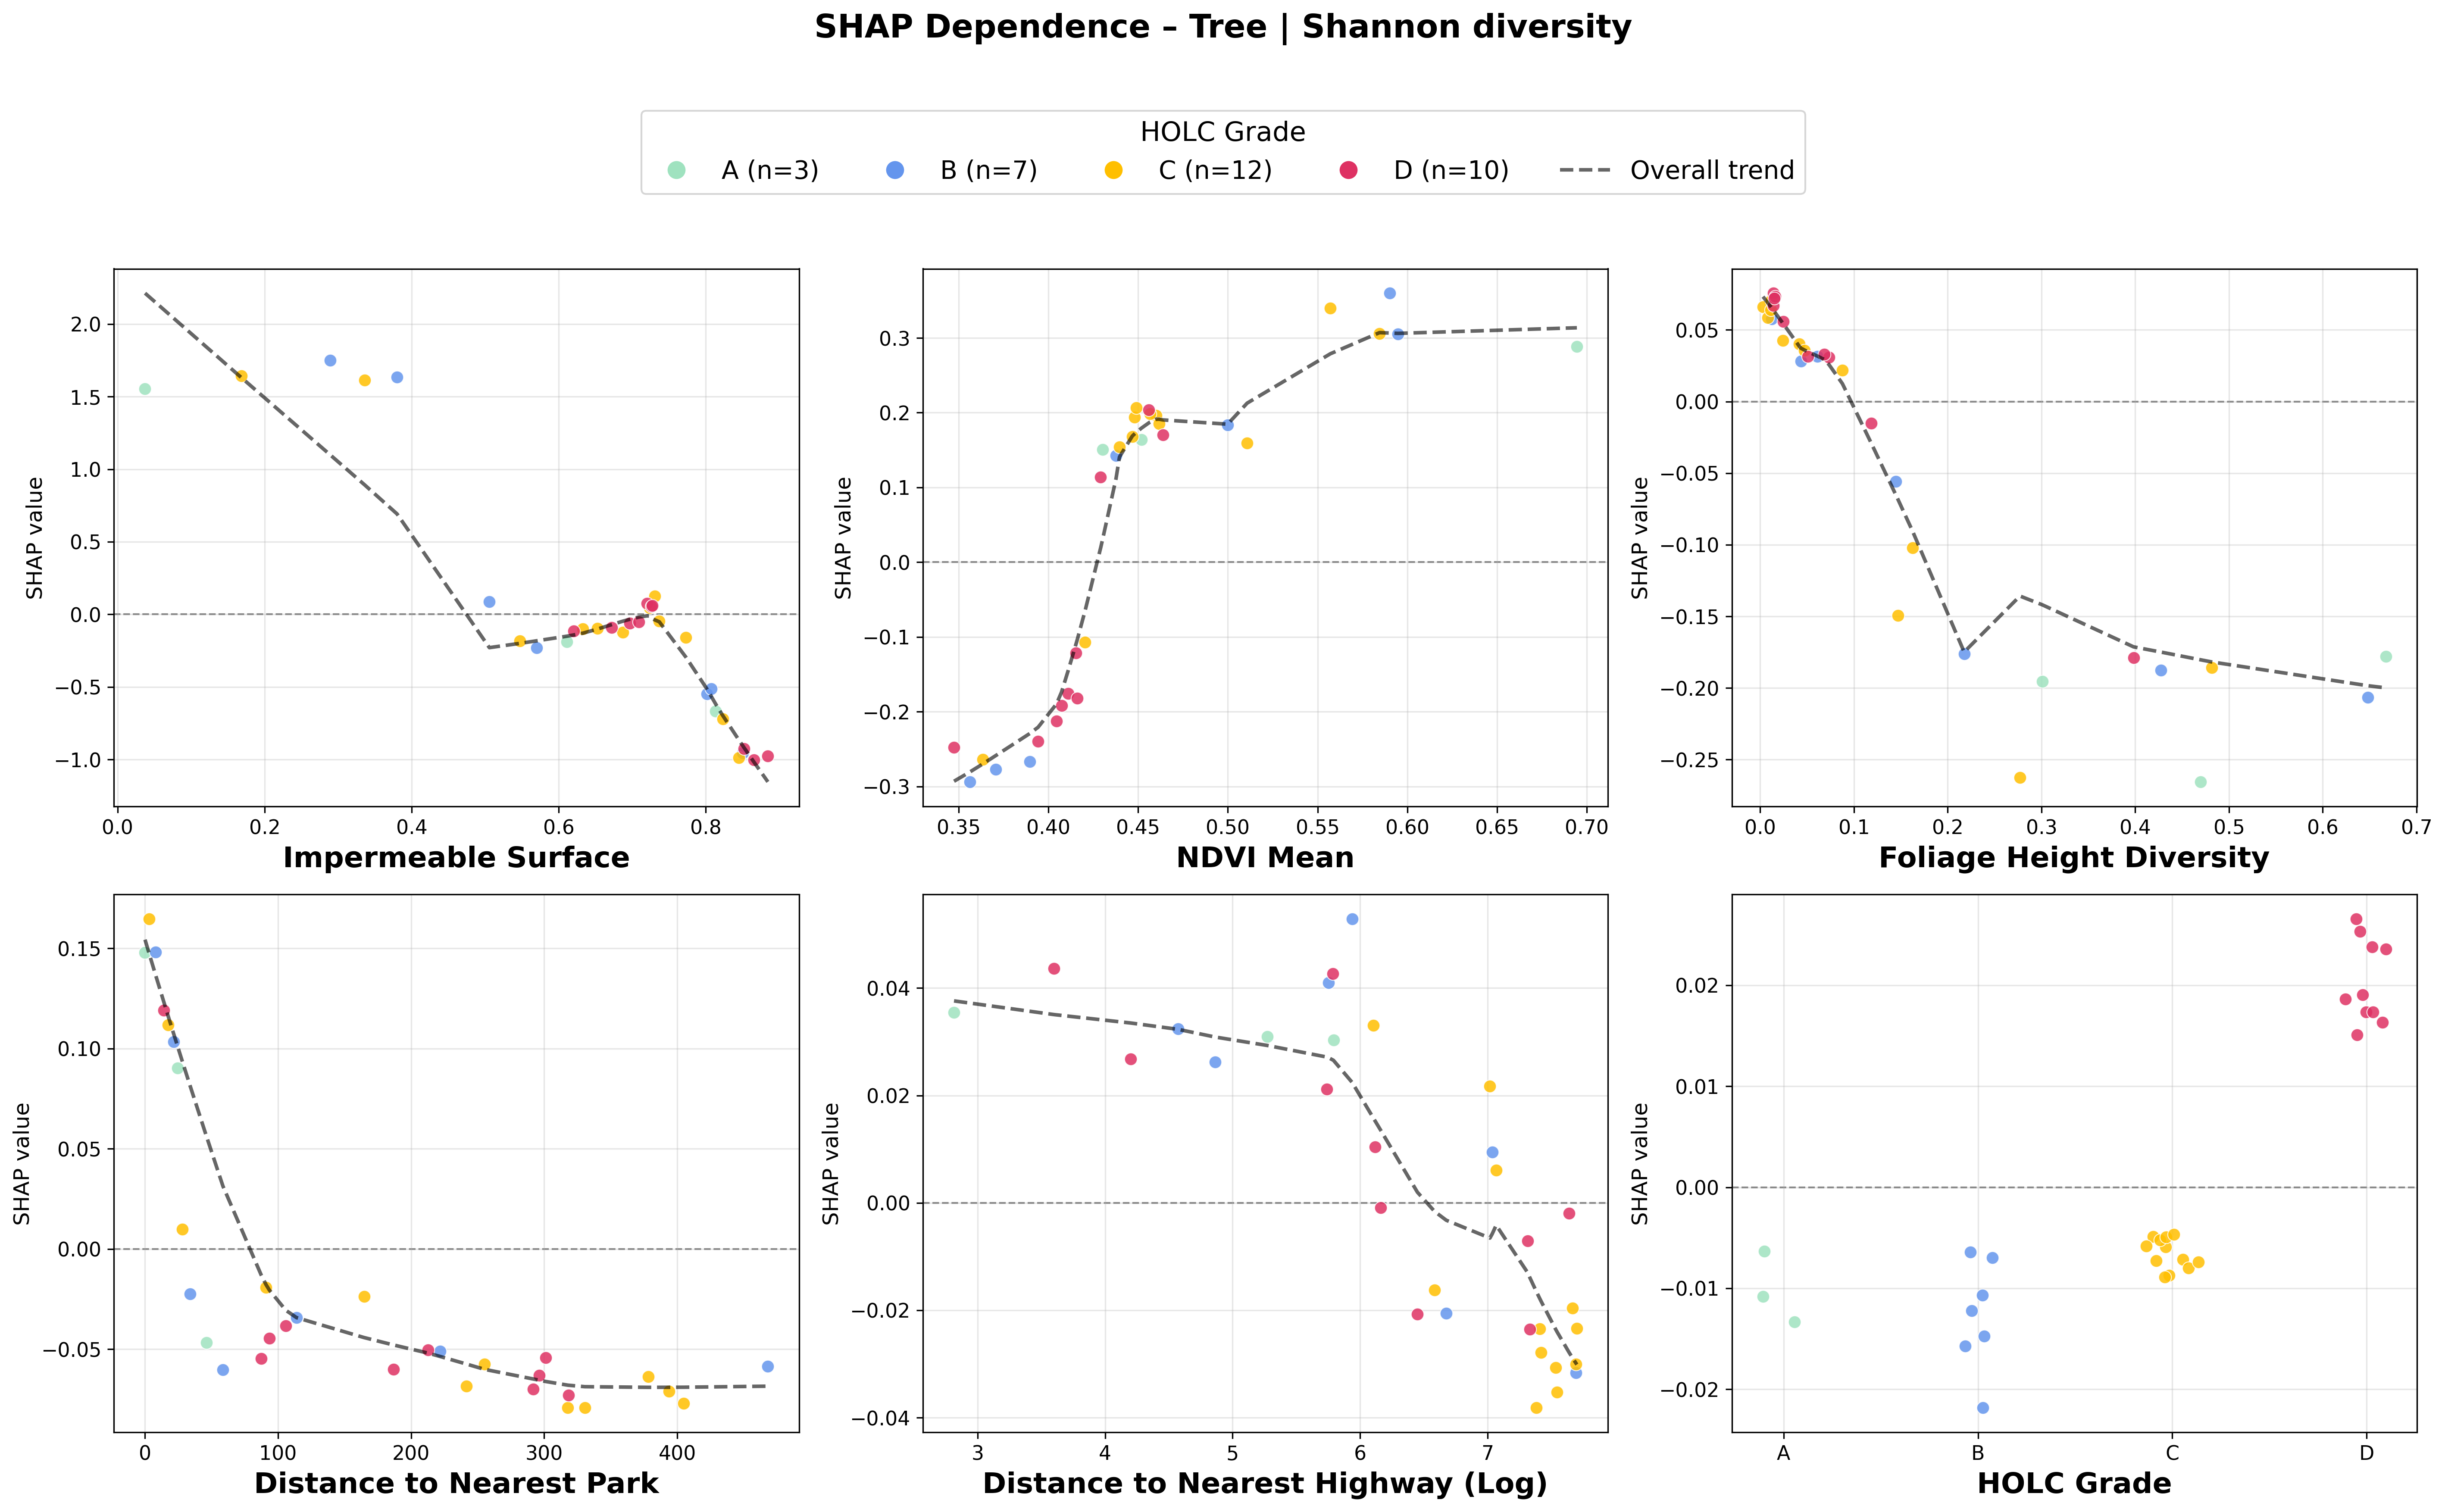 SHAP Dependence – Tree | Shannon diversity
HOLC Grade
A (n=3) B (n=7) C (n=12) D (n=10) Overall trend
SHAP value
2.0
1.5
1.0
0.5
0.0
−0.5
−1.0
0.0 0.2 0.4 0.6 0.8
Impermeable Surface
SHAP value
0.3
0.2
0.1
0.0
−0.1
−0.2
−0.3
0.35 0.40 0.45 0.50 0.55 0.60 0.65 0.70
NDVI Mean
SHAP value
0.05
0.00
−0.05
−0.10
−0.15
−0.20
−0.25
0.0 0.1 0.2 0.3 0.4 0.5 0.6 0.7
Foliage Height Diversity
SHAP value
0.15
0.10
0.05
0.00
−0.05
0 100 200 300 400
Distance to Nearest Park
SHAP value
0.04
0.02
0.00
−0.02
−0.04
3 4 5 6 7
Distance to Nearest Highway (Log)
SHAP value
0.02
0.01
0.00
−0.01
−0.02
A B C D
HOLC Grade